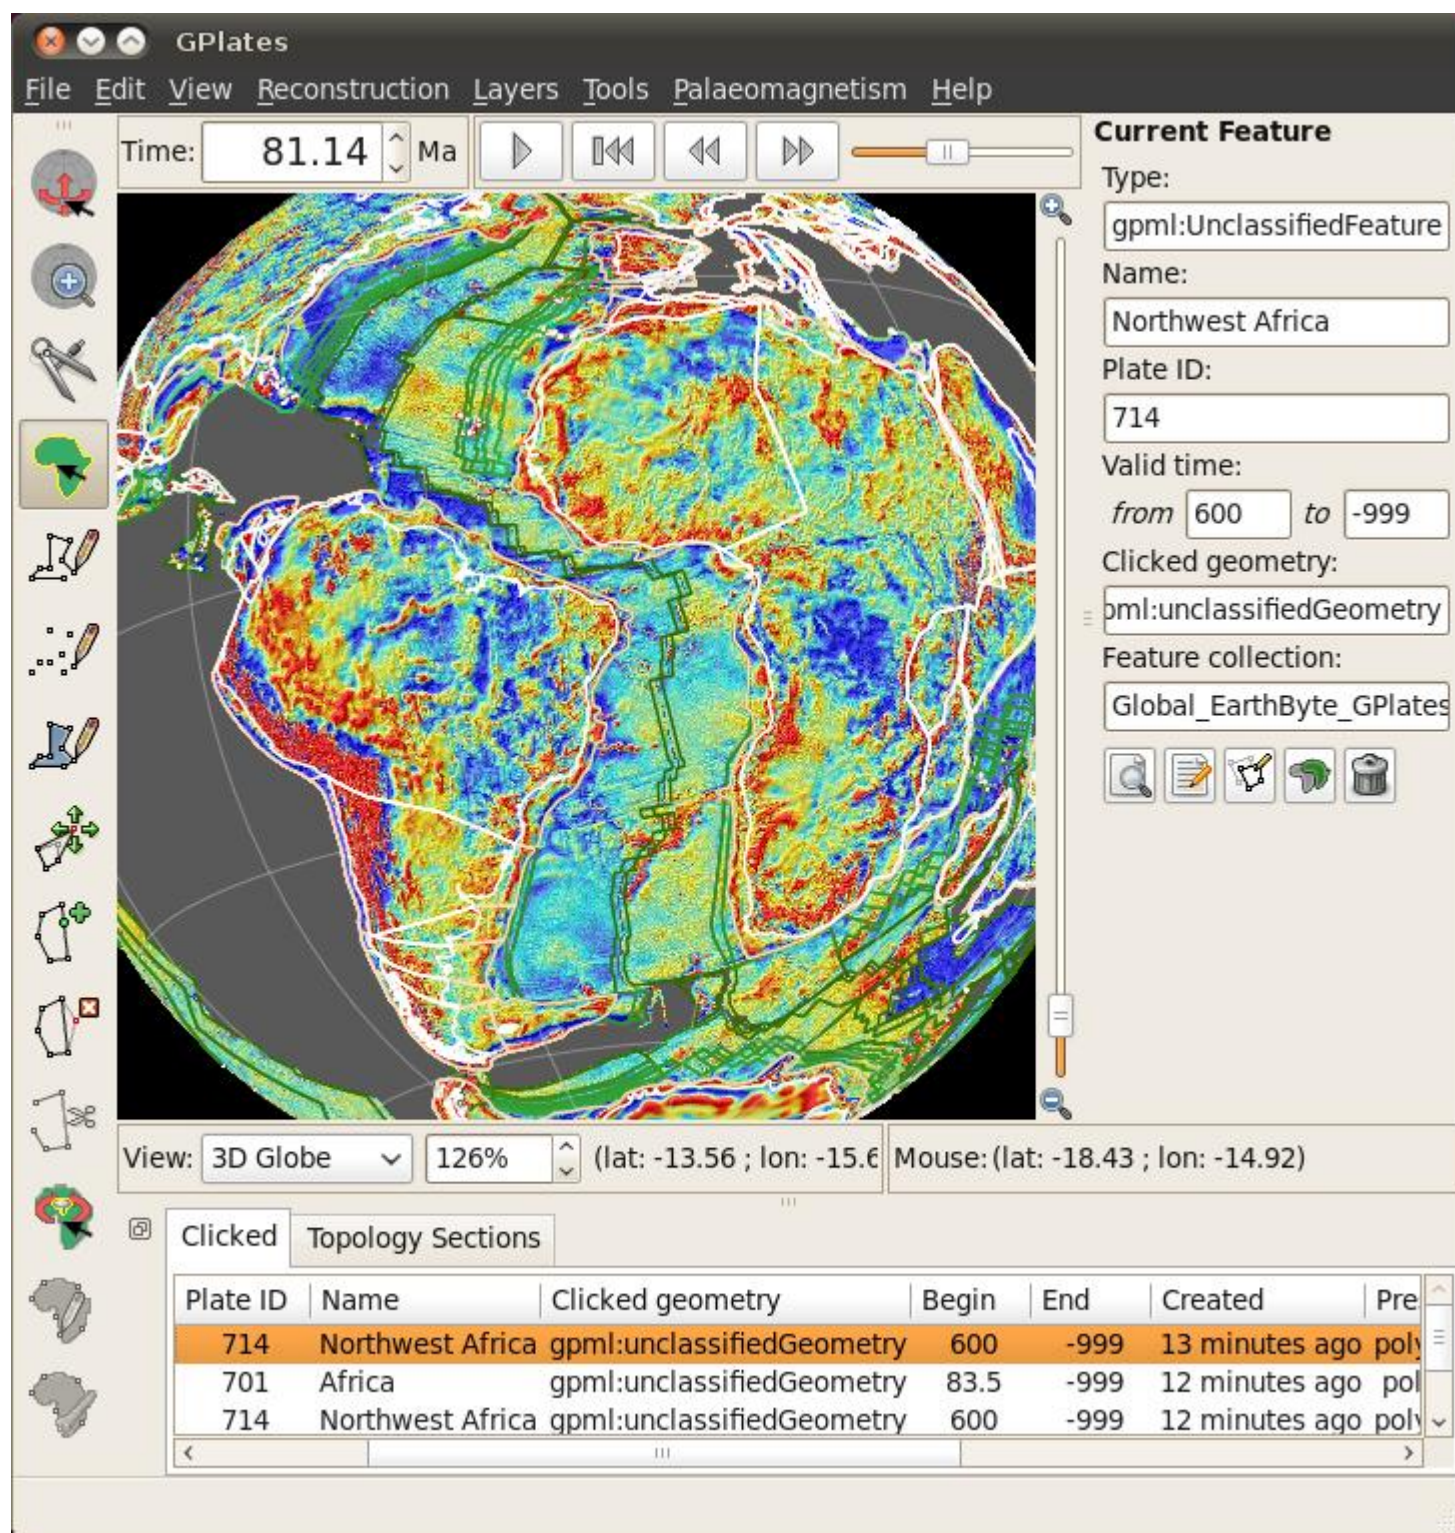 GPlates
File Edit View Reconstruction Layers Tools Palaeomagnetism Help
Time: 81.14 Ma
Current Feature
Type:
gpml:UnclassifiedFeature
Name:
Northwest Africa
Plate ID:
714
Valid time:
from 600 to -999
Clicked geometry:
pml:unclassifiedGeometry
Feature collection:
Global_EarthByte_GPlates
View: 3D Globe 126% (lat: -13.56 ; lon: -15.6 Mouse: (lat: -18.43 ; lon: -14.92)
Clicked Topology Sections
Plate ID Name Clicked geometry Begin End Created Pre
714 Northwest Africa gpml:unclassifiedGeometry 600 -999 13 minutes ago poly
701 Africa gpml:unclassifiedGeometry 83.5 -999 12 minutes ago pol
714 Northwest Africa gpml:unclassifiedGeometry 600 -999 12 minutes ago poly